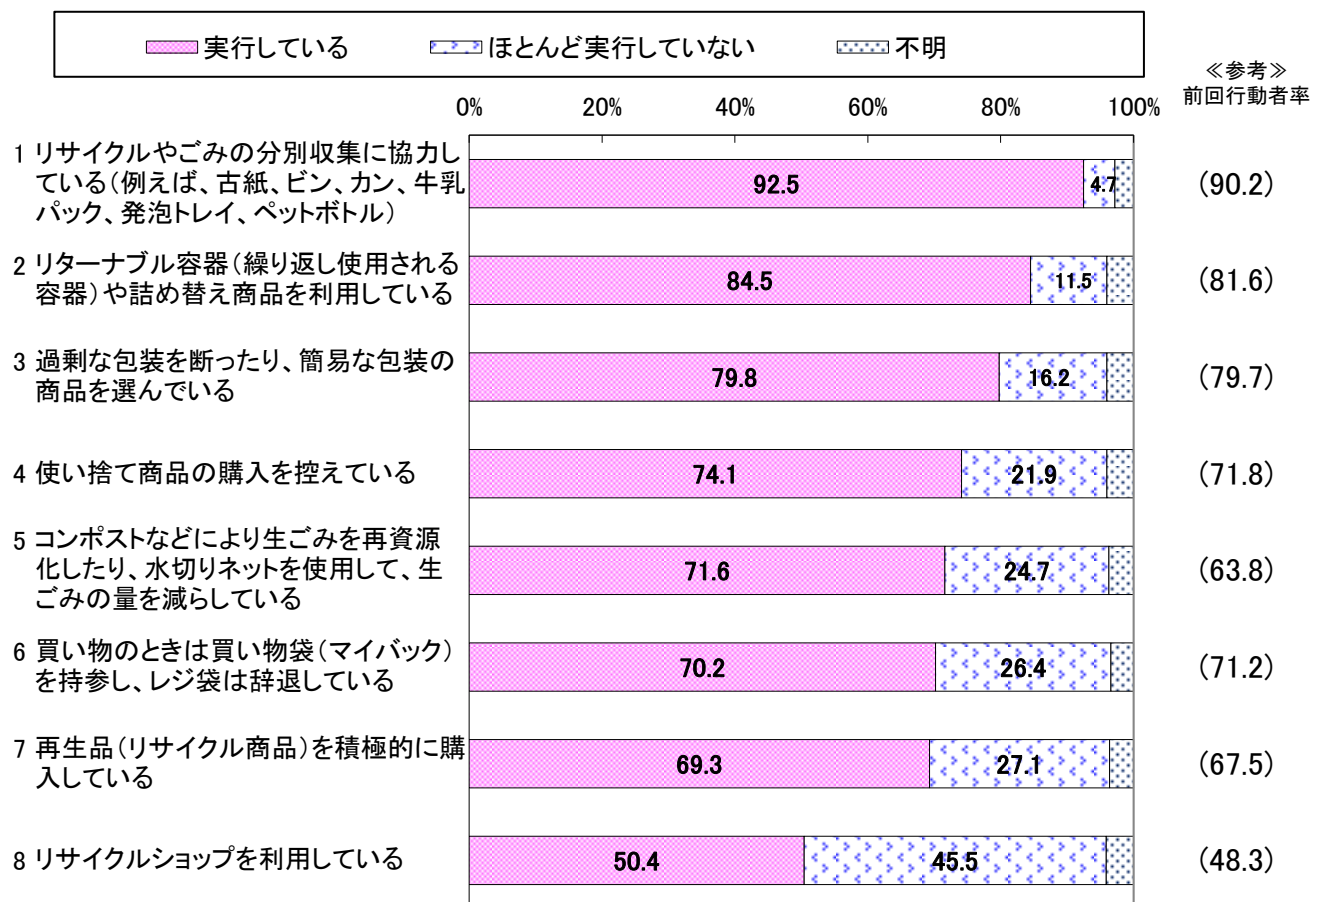 実行している ほとんど実行していない 不明
≪参考≫
前回行動者率
0% 20% 40% 60% 80% 100%
1 リサイクルやごみの分別収集に協力し
ている(例えば、古紙、ビン、カン、牛乳
パック、発泡トレイ、ペットボトル)
92.5 4.7 (90.2)
2 リターナブル容器(繰り返し使用される
容器)や詰め替え商品を利用している
84.5 11.5 (81.6)
3 過剰な包装を断ったり、簡易な包装の
商品を選んでいる
79.8 16.2 (79.7)
4 使い捨て商品の購入を控えている
74.1 21.9 (71.8)
5 コンポストなどにより生ごみを再資源
化したり、水切りネットを使用して、生
ごみの量を減らしている
71.6 24.7 (63.8)
6 買い物のときは買い物袋(マイバック)
を持参し、レジ袋は辞退している
70.2 26.4 (71.2)
7 再生品(リサイクル商品)を積極的に購
入している
69.3 27.1 (67.5)
8 リサイクルショップを利用している
50.4 45.5 (48.3)